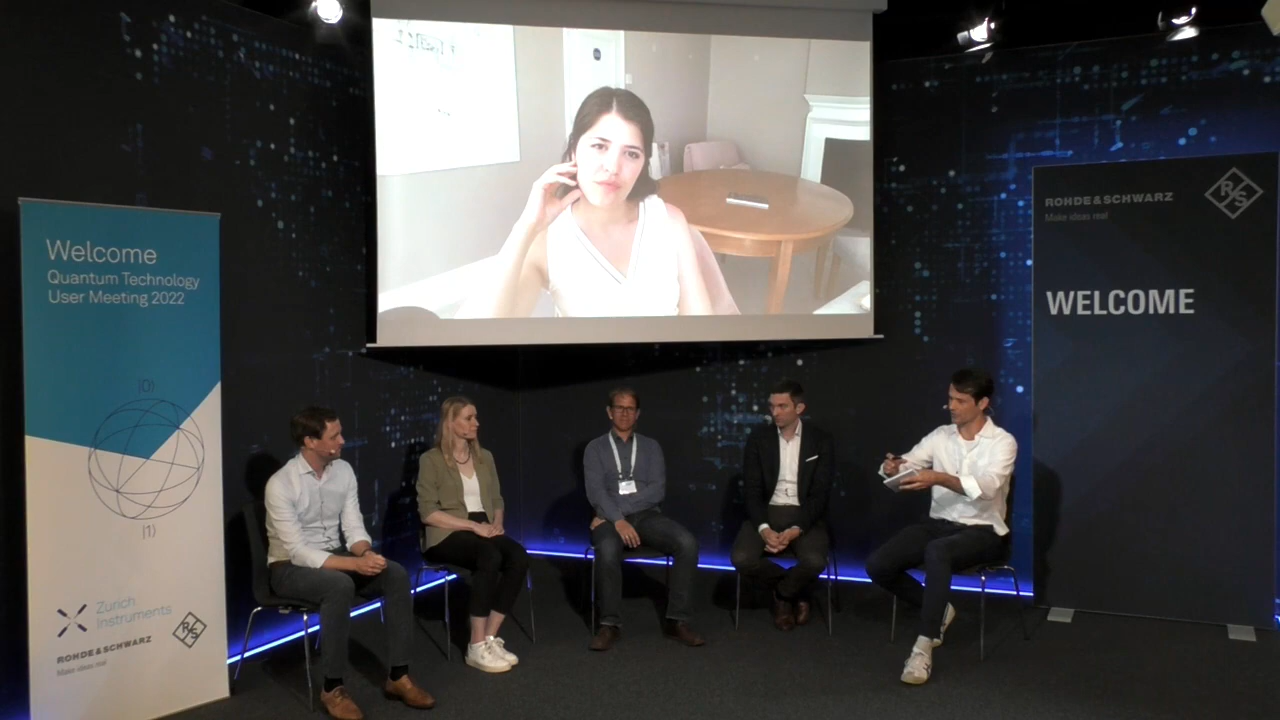 Welcome
Quantum Technology
User Meeting 2022
|0⟩
|1⟩
Zurich
Instruments
ROHDE & SCHWARZ
Make ideas real
R S
ROHDE & SCHWARZ
Make ideas real
R S
WELCOME